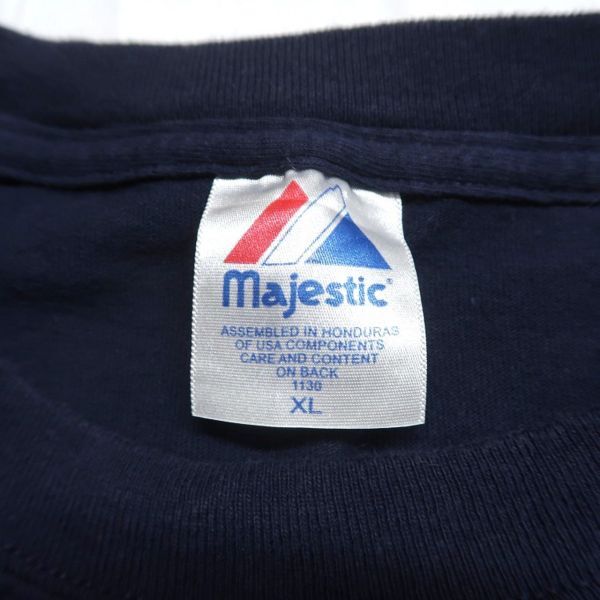 Majestic®
ASSEMBLED IN HONDURAS
OF USA COMPONENTS
CARE AND CONTENT
ON BACK
1130
XL